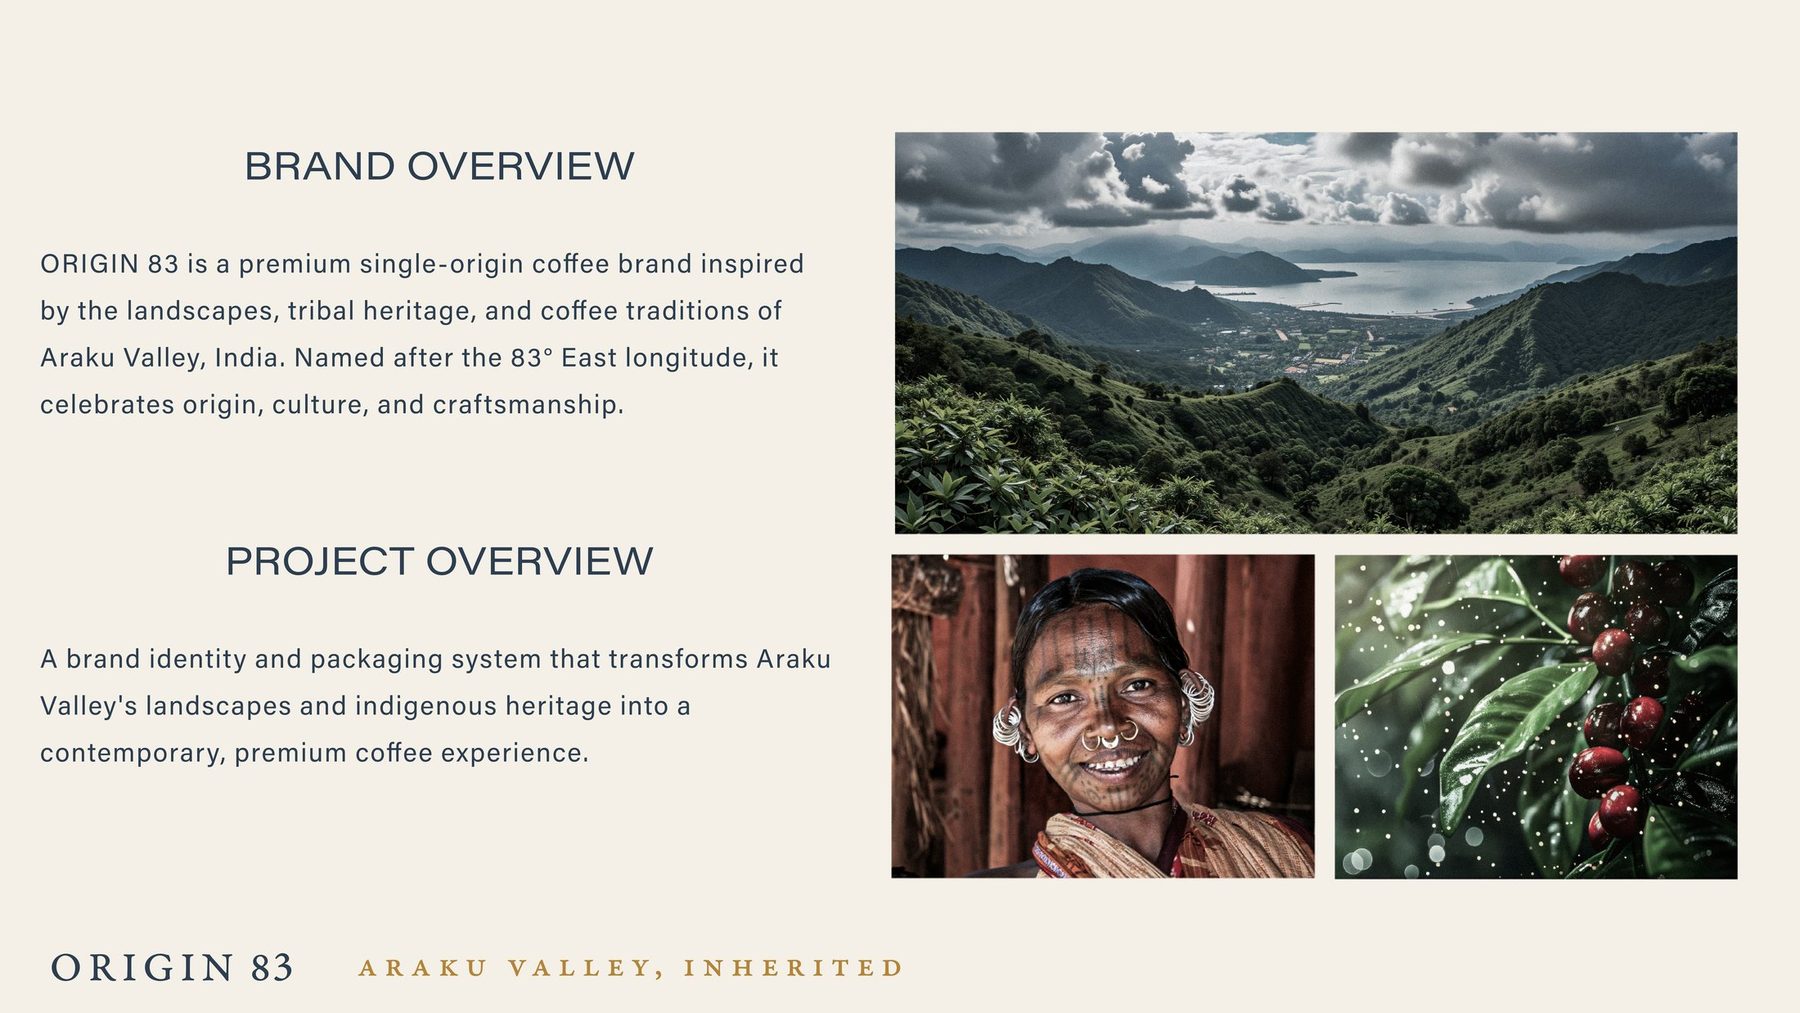 BRAND OVERVIEW
ORIGIN 83 is a premium single-origin coffee brand inspired
by the landscapes, tribal heritage, and coffee traditions of
Araku Valley, India. Named after the 83° East longitude, it
celebrates origin, culture, and craftsmanship.
PROJECT OVERVIEW
A brand identity and packaging system that transforms Araku
Valley's landscapes and indigenous heritage into a
contemporary, premium coffee experience.
ORIGIN 83
ARAKU VALLEY, INHERITED